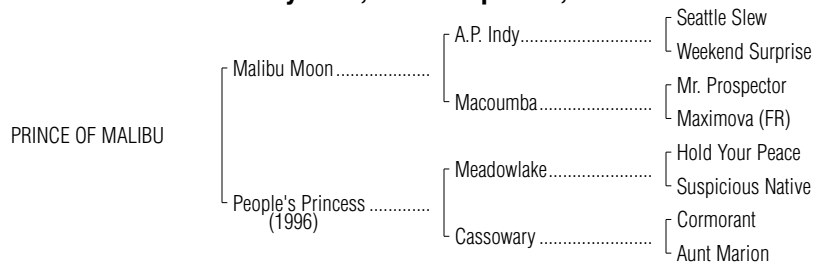 Seattle Slew
A.P. Indy
Weekend Surprise
Malibu Moon
Mr. Prospector
Macoumba
Maximova (FR)
PRINCE OF MALIBU
Hold Your Peace
Meadowlake
Suspicious Native
People's Princess
(1996)
Cormorant
Cassowary
Aunt Marion